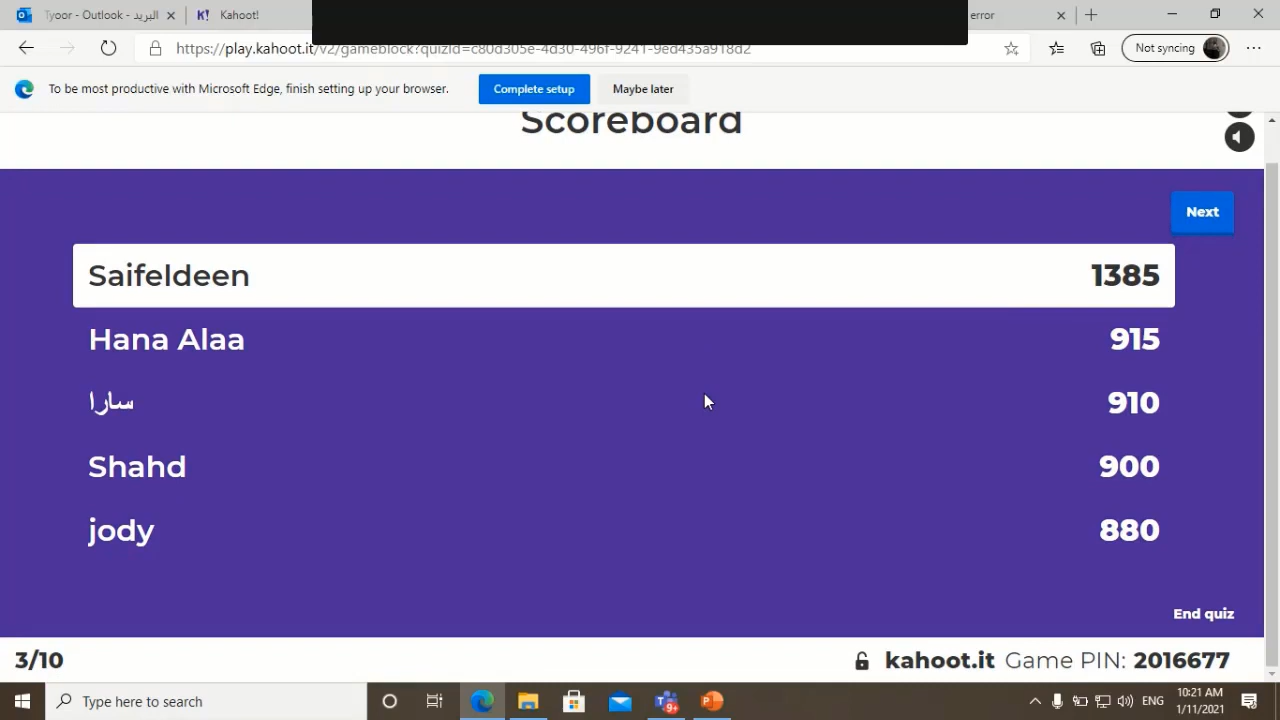 Tyoor - Outlook - البريد
Kahoot!
error
https://play.kahoot.it/v2/gameblock?quizId=c80d305e-4d30-496f-9241-9ed435a918d2
Not syncing
To be most productive with Microsoft Edge, finish setting up your browser.
Complete setup
Maybe later
Scoreboard
Next
Saifeldeen 1385
Hana Alaa 915
سارا 910
Shahd 900
jody 880
End quiz
3/10
kahoot.it Game PIN: 2016677
Type here to search
9+
ENG
10:21 AM
1/11/2021